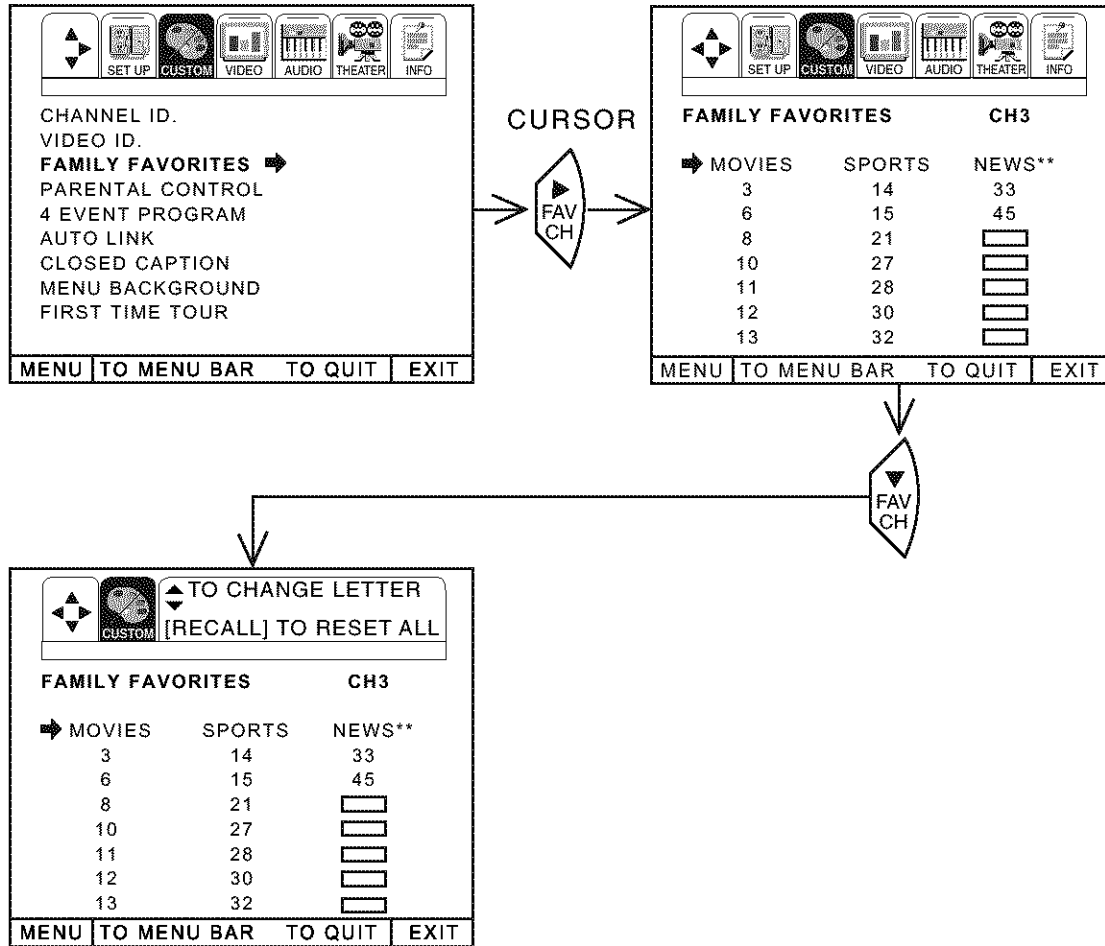 SET UP CUSTOM VIDEO AUDIO THEATER INFO
CHANNEL ID.
VIDEO ID.
FAMILY FAVORITES
PARENTAL CONTROL
4 EVENT PROGRAM
AUTO LINK
CLOSED CAPTION
MENU BACKGROUND
FIRST TIME TOUR
MENU TO MENU BAR TO QUIT EXIT
CURSOR
FAV
CH
SET UP CUSTOM VIDEO AUDIO THEATER INFO
FAMILY FAVORITES CH3
MOVIES SPORTS NEWS**
3 14 33
6 15 45
8 21
10 27
11 28
12 30
13 32
MENU TO MENU BAR TO QUIT EXIT
FAV
CH
CUSTOM
TO CHANGE LETTER
[RECALL] TO RESET ALL
FAMILY FAVORITES CH3
MOVIES SPORTS NEWS**
3 14 33
6 15 45
8 21
10 27
11 28
12 30
13 32
MENU TO MENU BAR TO QUIT EXIT